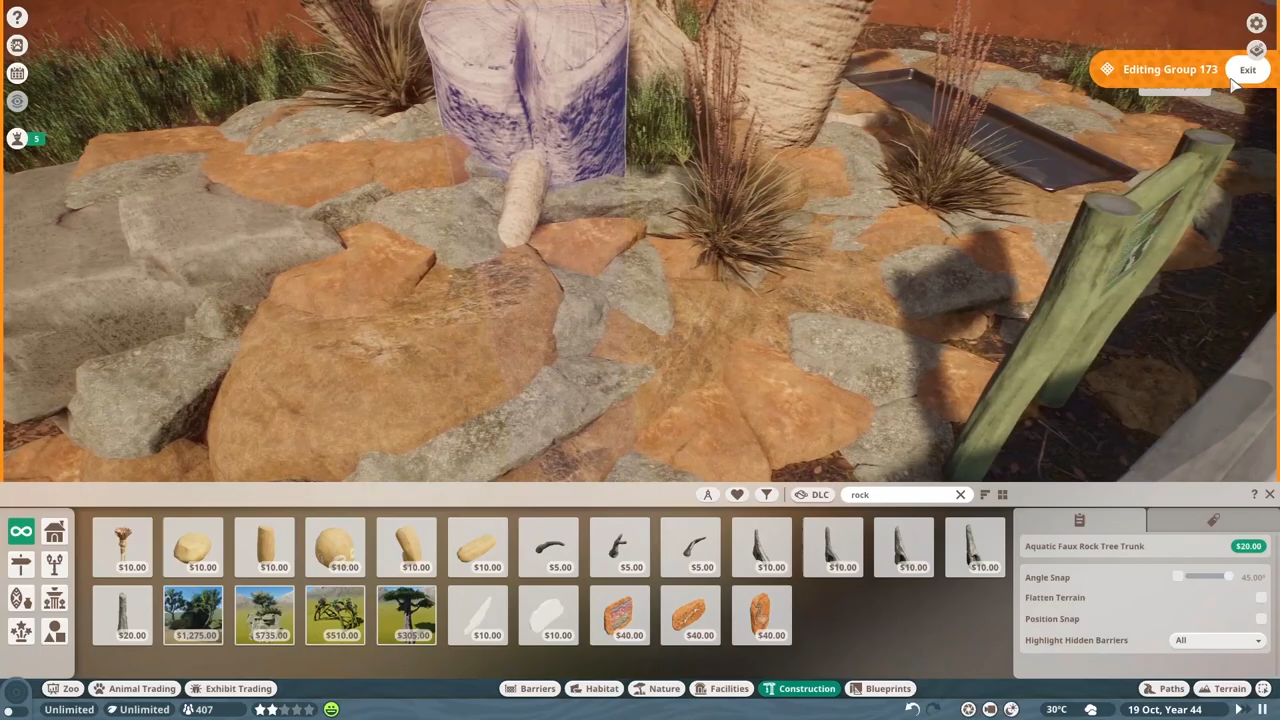 ?
Editing Group 173
Exit
5
DLC
rock
?
$10.00 $10.00 $10.00 $10.00 $10.00 $10.00 $5.00 $5.00 $5.00 $10.00 $10.00 $10.00 $10.00
$20.00 $1,275.00 $735.00 $510.00 $305.00 $10.00 $10.00 $40.00 $40.00 $40.00
Aquatic Faux Rock Tree Trunk
$20.00
Angle Snap
45.00°
Flatten Terrain
Position Snap
Highlight Hidden Barriers
All
Zoo
Animal Trading
Exhibit Trading
Barriers
Habitat
Nature
Facilities
Construction
Blueprints
Paths
Terrain
Unlimited
Unlimited
407
30°C
19 Oct, Year 44